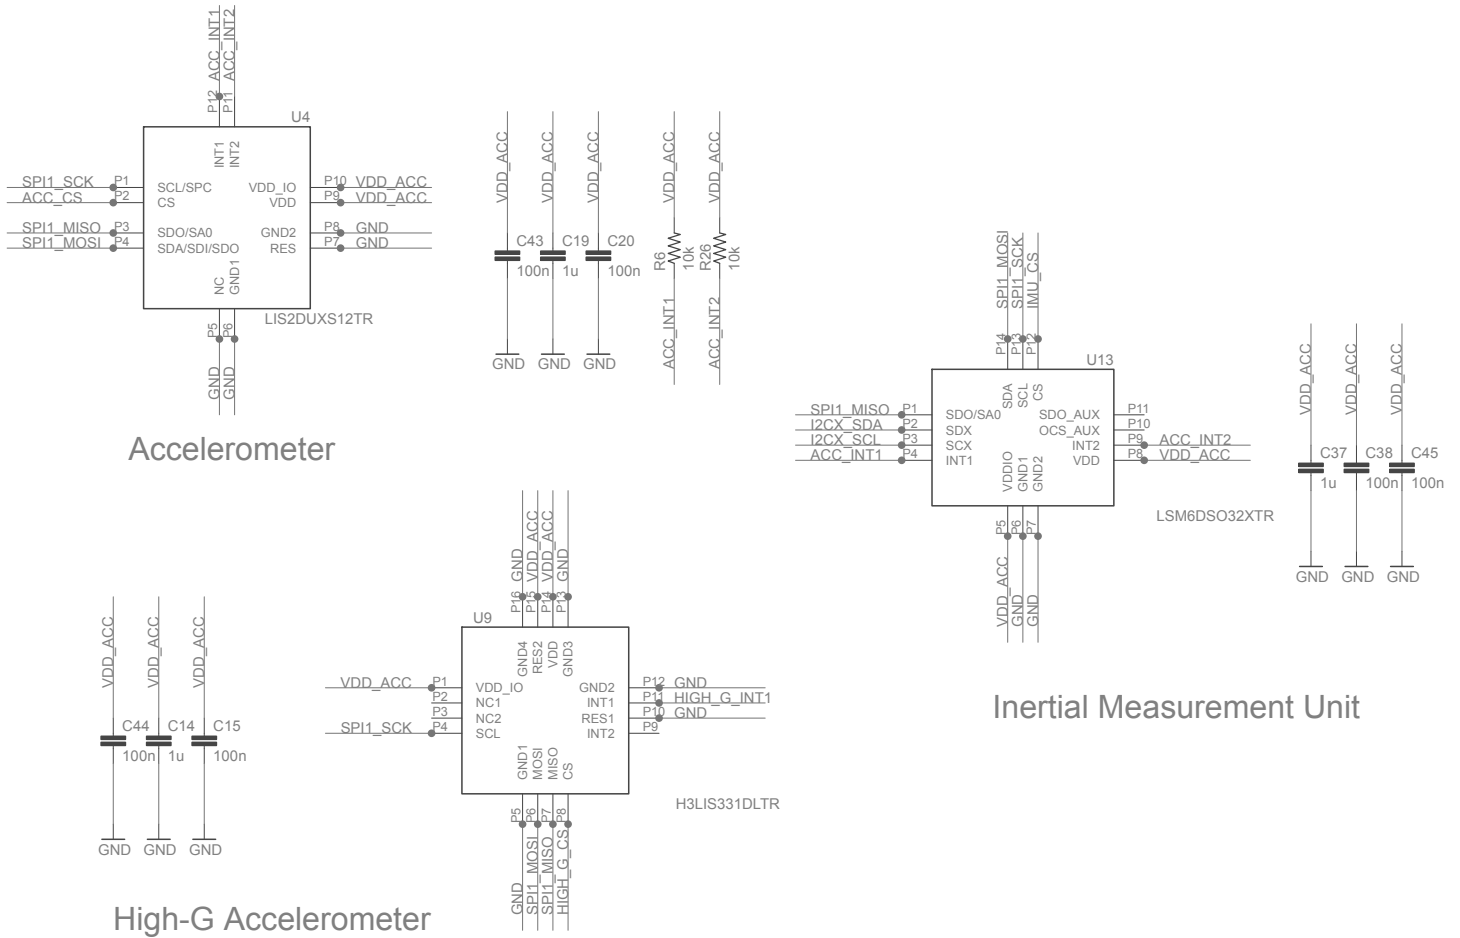 ACC_INT1
ACC_INT2
P12
P11
U4
INT1
INT2
SPI1_SCK P1 SCL/SPC VDD_IO P10 VDD_ACC
ACC_CS P2 CS VDD P9 VDD_ACC
SPI1_MISO P3 SDO/SA0 GND2 P8 GND
SPI1_MOSI P4 SDA/SDI/SDO RES P7 GND
NC
GND1
LIS2DUXS12TR
P5
P6
GND
GND
Accelerometer
VDD_ACC
VDD_ACC
VDD_ACC
VDD_ACC
VDD_ACC
C43 C19 C20
100n 1u 100n
R6
10k
R26
10k
ACC_INT1
ACC_INT2
GND GND GND
SPI1_MOSI
SPI1_SCK
IMU_CS
P14
P13
P12
U13
SDA
SCL
CS
SPI1_MISO P1 SDO/SA0 SDO_AUX P11
I2CX_SDA P2 SDX OCS_AUX P10
I2CX_SCL P3 SCX INT2 P9 ACC_INT2
ACC_INT1 P4 INT1 VDD P8 VDD_ACC
VDDIO
GND1
GND2
LSM6DSO32XTR
P5
P6
P7
VDD_ACC
GND
GND
Inertial Measurement Unit
VDD_ACC
VDD_ACC
VDD_ACC
C37 C38 C45
1u 100n 100n
GND GND GND
VDD_ACC
VDD_ACC
VDD_ACC
C44 C14 C15
100n 1u 100n
GND GND GND
GND
VDD_ACC
VDD_ACC
GND
P16
P15
P14
P13
U9
GND4
RES2
VDD
GND3
VDD_ACC P1 VDD_IO GND2 P12 GND
P2 NC1 INT1 P11 HIGH_G_INT1
P3 NC2 RES1 P10 GND
SPI1_SCK P4 SCL INT2 P9
GND1
MOSI
MISO
CS
H3LIS331DLTR
P5
P6
P7
P8
GND
SPI1_MOSI
SPI1_MISO
HIGH_G_CS
High-G Accelerometer